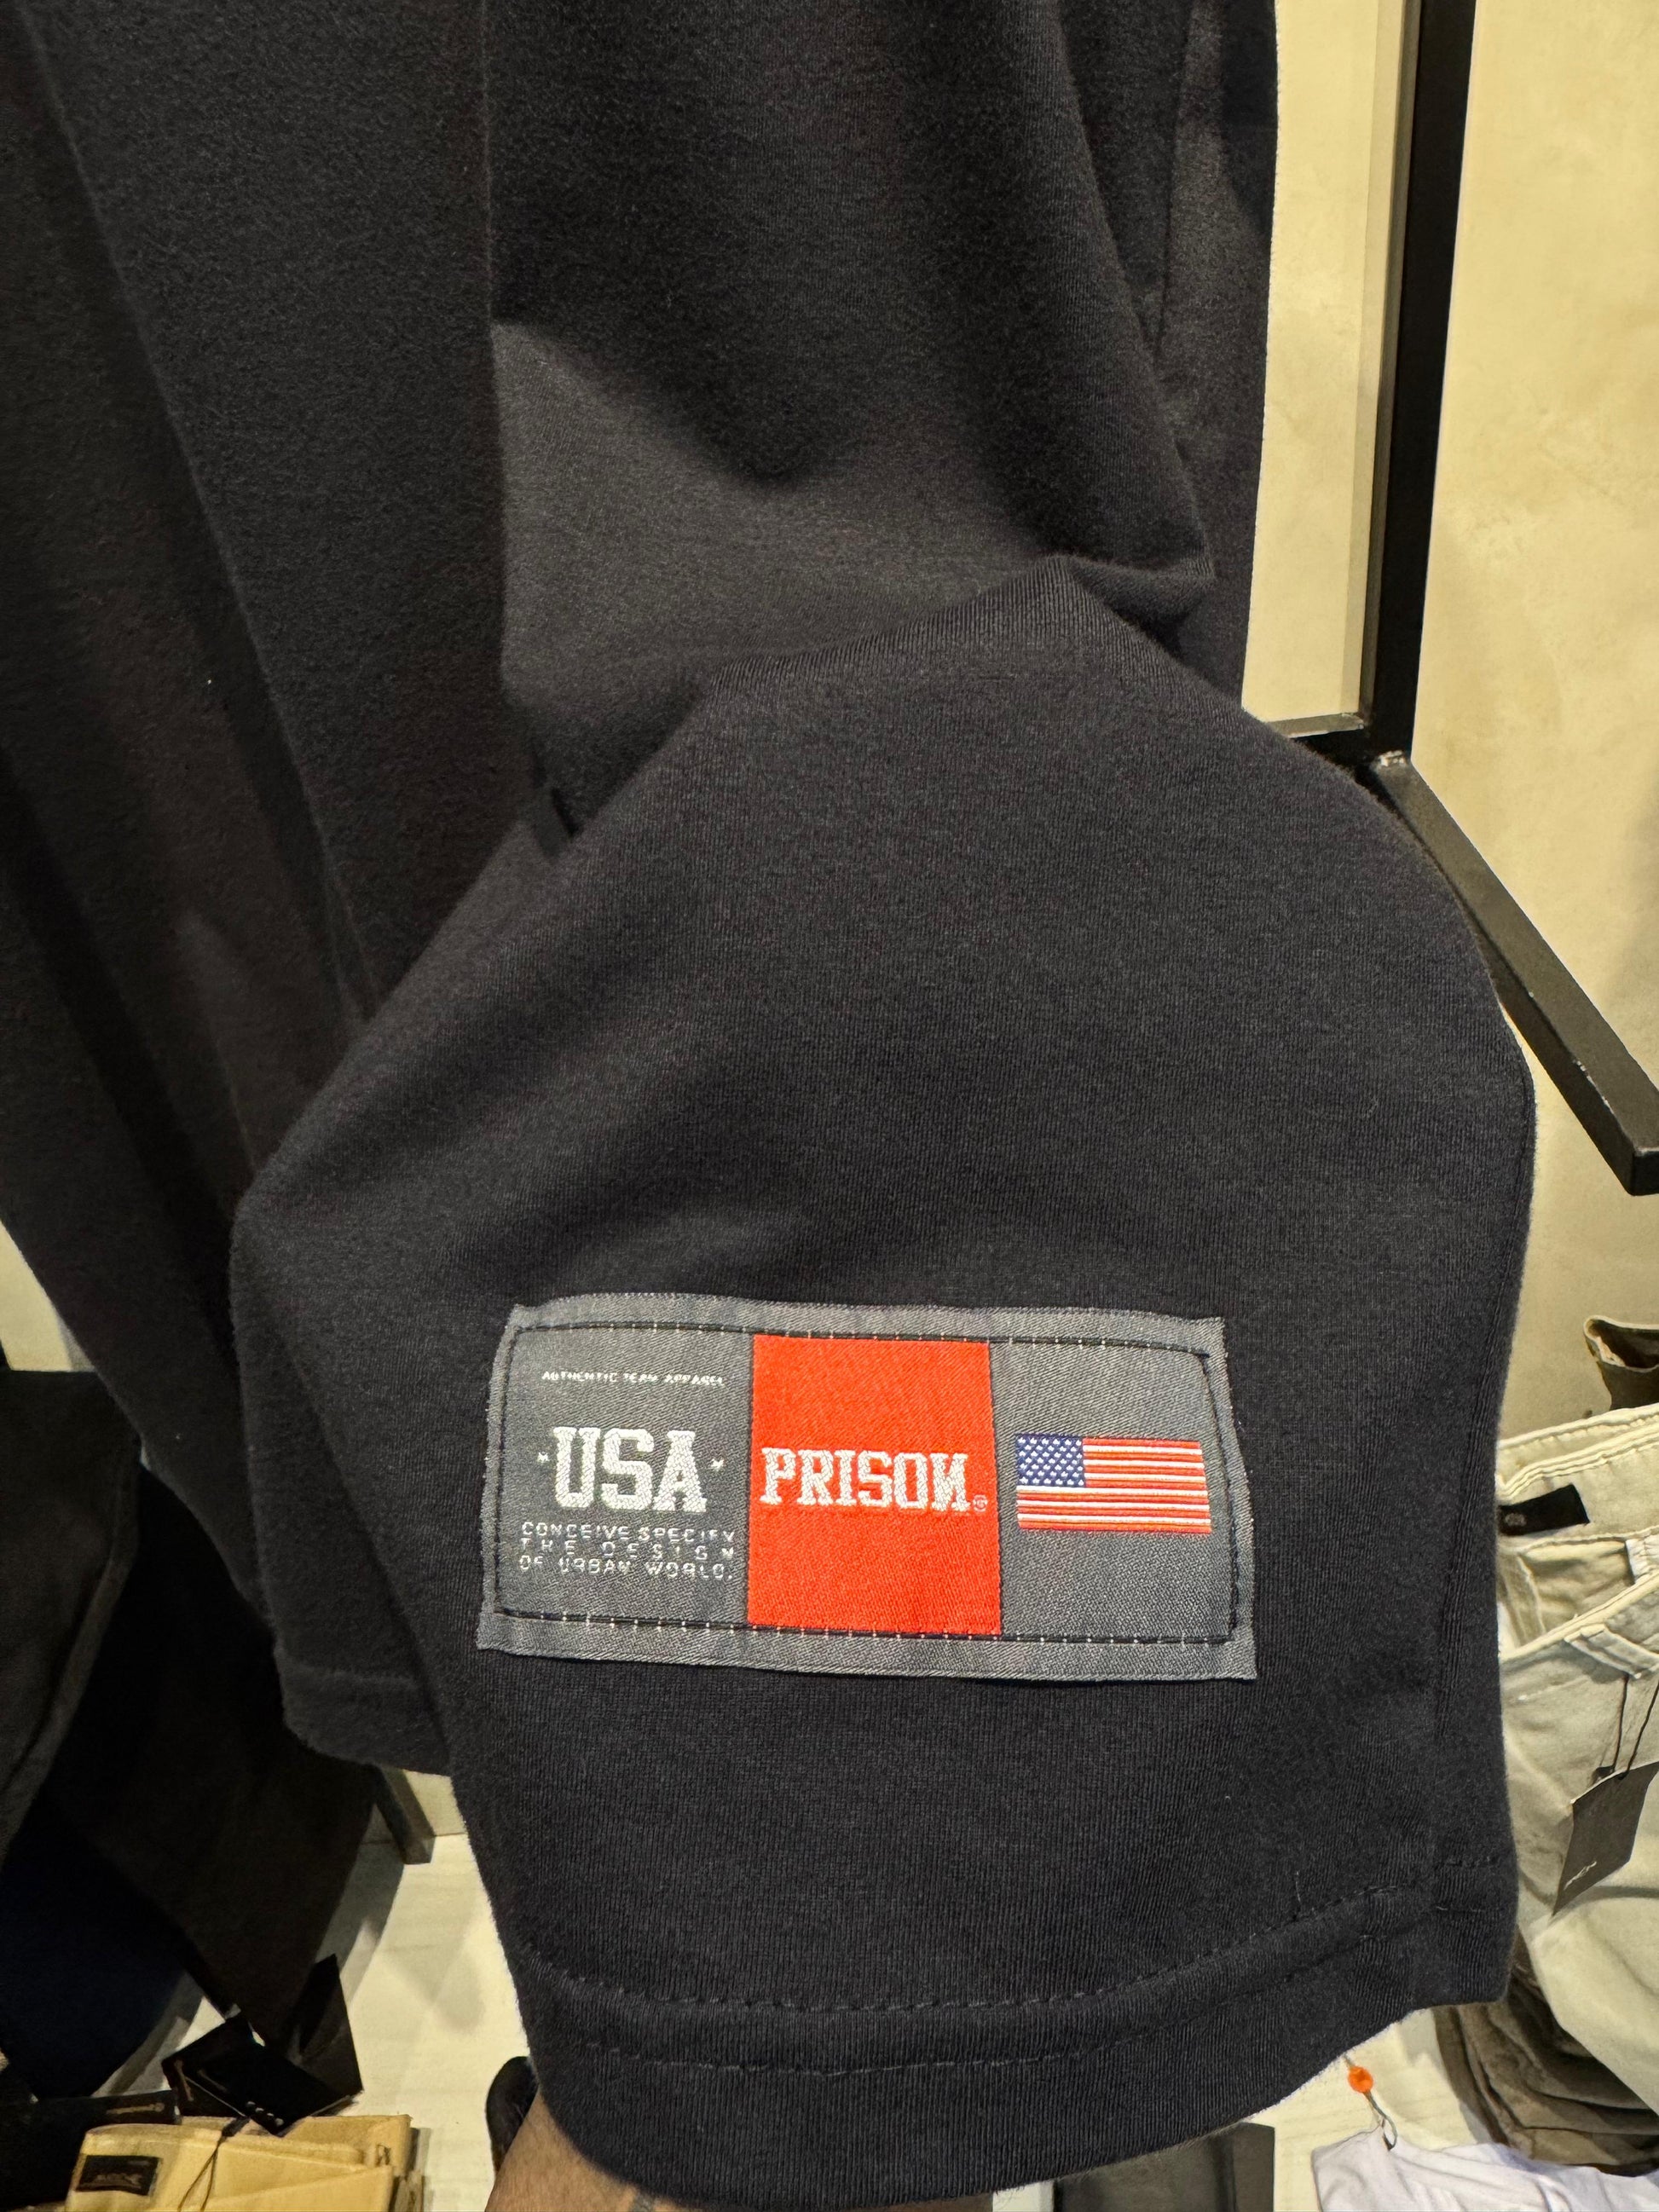 AUTHENTIC TEAM APPAREL
USA
CONCEIVE SPECIFY
THE DESIGN
OF URBAN WORLD.
PRISON®